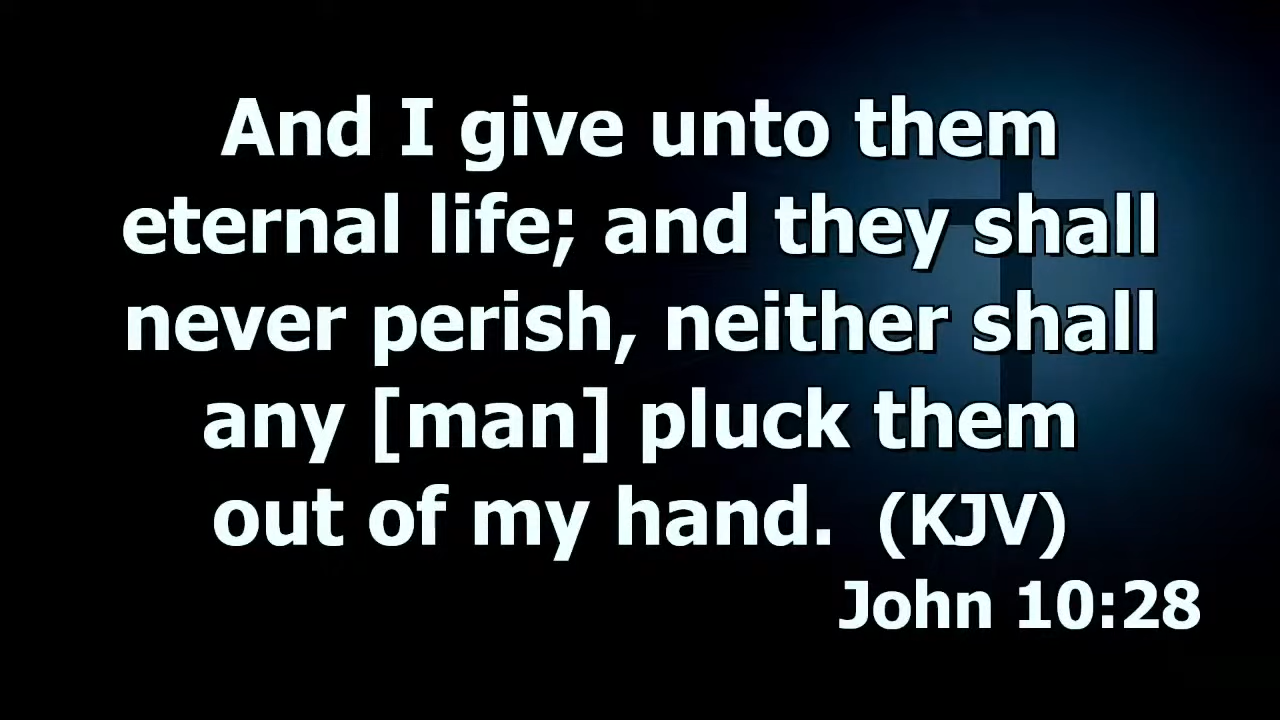 And I give unto them
eternal life; and they shall
never perish, neither shall
any [man] pluck them
out of my hand. (KJV)
John 10:28